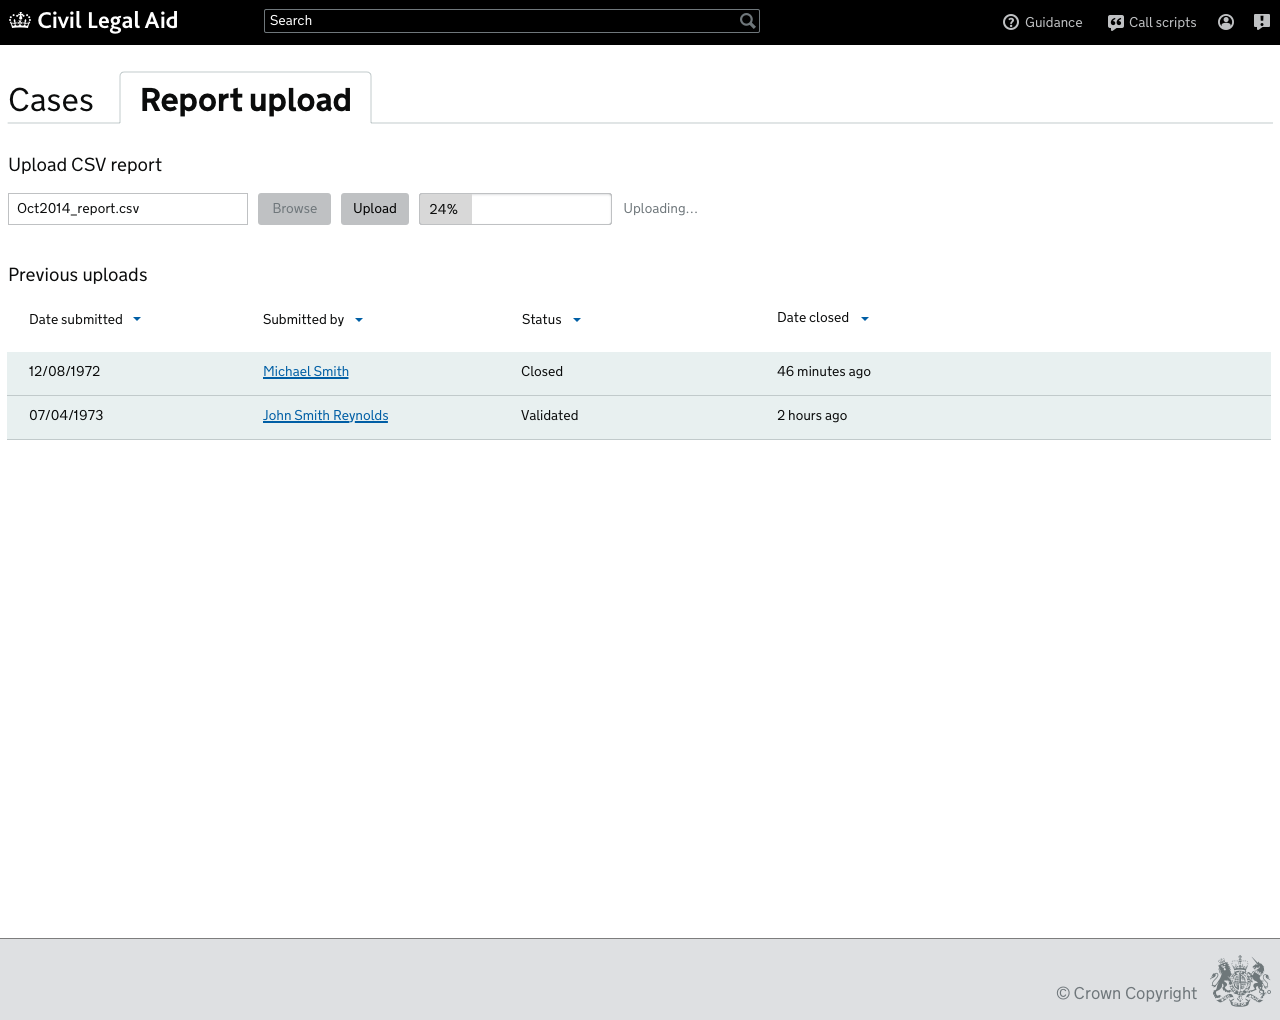 Civil Legal Aid
Search
Guidance
Call scripts
Cases
Report upload
Upload CSV report
Oct2014_report.csv
Browse
Upload
24%
Uploading...
Previous uploads
Date submitted
Submitted by
Status
Date closed
12/08/1972
Michael Smith
Closed
46 minutes ago
07/04/1973
John Smith Reynolds
Validated
2 hours ago
© Crown Copyright